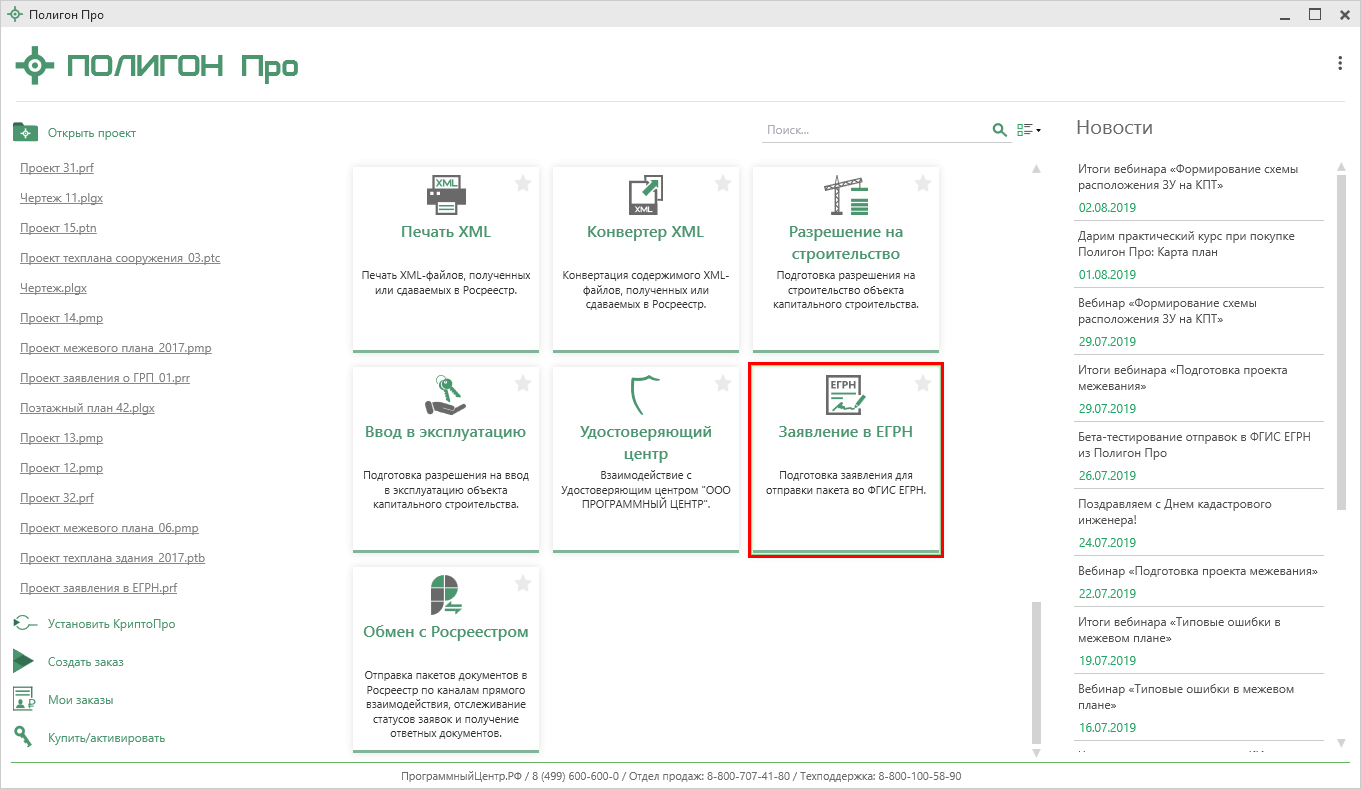 Полигон Про
ПОЛИГОН Про
Открыть проект
Проект 31.prf
Чертеж 11.plgx
Проект 15.ptn
Проект техплана сооружения_03.ptc
Чертеж.plgx
Проект 14.pmp
Проект межевого плана_2017.pmp
Проект заявления о ГРП_01.prr
Поэтажный план 42.plgx
Проект 13.pmp
Проект 12.pmp
Проект 32.prf
Проект межевого плана_06.pmp
Проект техплана здания_2017.ptb
Проект заявления в ЕГРН.prf
Установить КриптоПро
Создать заказ
Мои заказы
Купить/активировать
Поиск...
XML
Печать XML
Печать XML-файлов, полученных
или сдаваемых в Росреестр.
XML
Конвертер XML
Конвертация содержимого XML-
файлов, полученных или
сдаваемых в Росреестр.
Разрешение на
строительство
Подготовка разрешения на
строительство объекта
капитального строительства.
Ввод в эксплуатацию
Подготовка разрешения на ввод
в эксплуатацию объекта
капитального строительства.
Удостоверяющий
центр
Взаимодействие с
Удостоверяющим центром "ООО
ПРОГРАММНЫЙ ЦЕНТР".
ЕГРН
Заявление в ЕГРН
Подготовка заявления для
отправки пакета во ФГИС ЕГРН.
Обмен с Росреестром
Отправка пакетов документов в
Росреестр по каналам прямого
взаимодействия, отслеживание
статусов заявок и получение
ответных документов.
Новости
Итоги вебинара «Формирование схемы
расположения ЗУ на КПТ»
02.08.2019
Дарим практический курс при покупке
Полигон Про: Карта план
01.08.2019
Вебинар «Формирование схемы
расположения ЗУ на КПТ»
29.07.2019
Итоги вебинара «Подготовка проекта
межевания»
29.07.2019
Бета-тестирование отправок в ФГИС ЕГРН
из Полигон Про
26.07.2019
Поздравляем с Днем кадастрового
инженера!
24.07.2019
Вебинар «Подготовка проекта межевания»
22.07.2019
Итоги вебинара «Типовые ошибки в
межевом плане»
19.07.2019
Вебинар «Типовые ошибки в межевом
плане»
16.07.2019
ПрограммныйЦентр.РФ / 8 (499) 600-600-0 / Отдел продаж: 8-800-707-41-80 / Техподдержка: 8-800-100-58-90